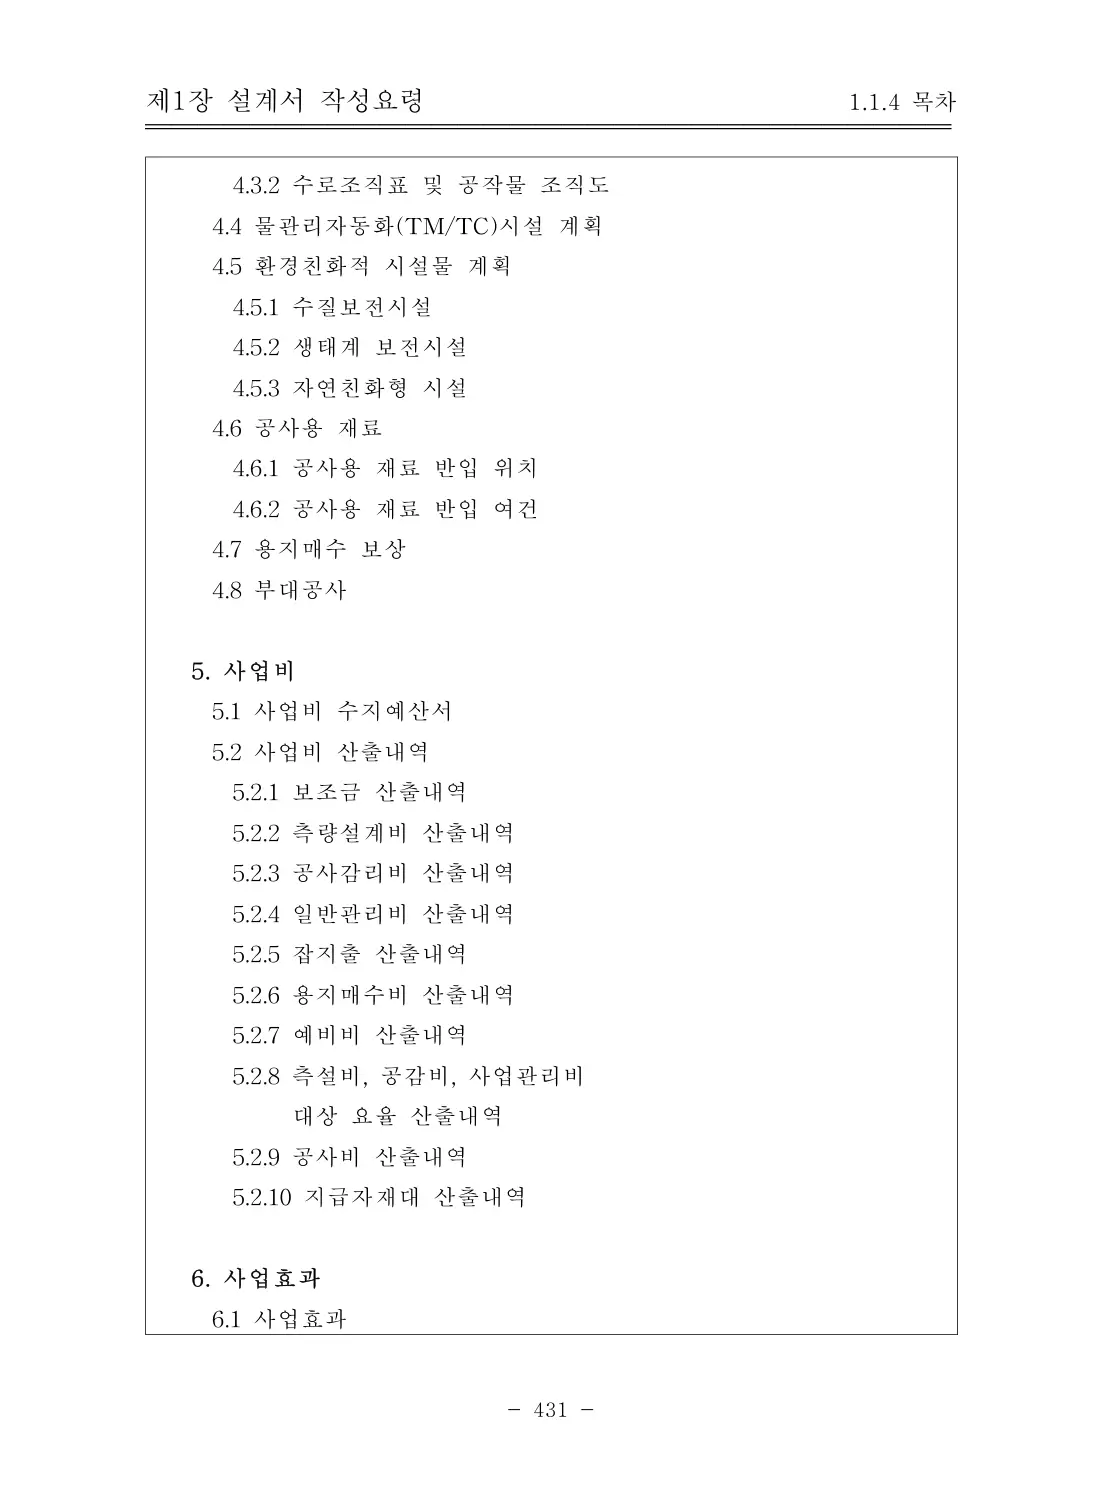 제1장 설계서 작성요령
1.1.4 목차
4.3.2 수로조직표 및 공작물 조직도
4.4 물관리자동화(TM/TC)시설 계획
4.5 환경친화적 시설물 계획
4.5.1 수질보전시설
4.5.2 생태계 보전시설
4.5.3 자연친화형 시설
4.6 공사용 재료
4.6.1 공사용 재료 반입 위치
4.6.2 공사용 재료 반입 여건
4.7 용지매수 보상
4.8 부대공사
5. 사업비
5.1 사업비 수지예산서
5.2 사업비 산출내역
5.2.1 보조금 산출내역
5.2.2 측량설계비 산출내역
5.2.3 공사감리비 산출내역
5.2.4 일반관리비 산출내역
5.2.5 잡지출 산출내역
5.2.6 용지매수비 산출내역
5.2.7 예비비 산출내역
5.2.8 측설비, 공감비, 사업관리비
대상 요율 산출내역
5.2.9 공사비 산출내역
5.2.10 지급자재대 산출내역
6. 사업효과
6.1 사업효과
- 431 -